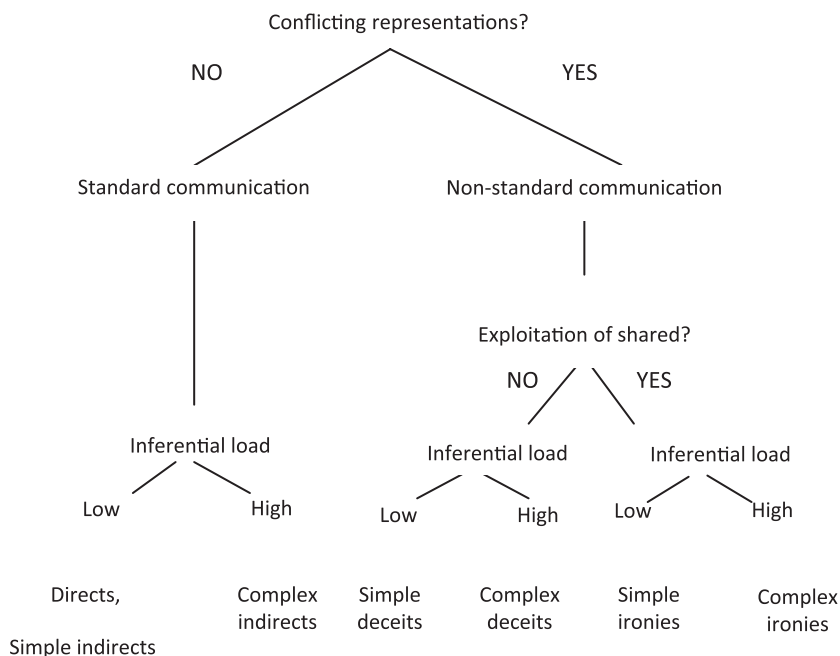 Conflicting representations?
NO
YES
Standard communication
Non-standard communication
Exploitation of shared?
NO
YES
Inferential load
Inferential load
Inferential load
Low
High
Low
High
Low
High
Directs,
Simple indirects
Complex
indirects
Simple
deceits
Complex
deceits
Simple
ironies
Complex
ironies